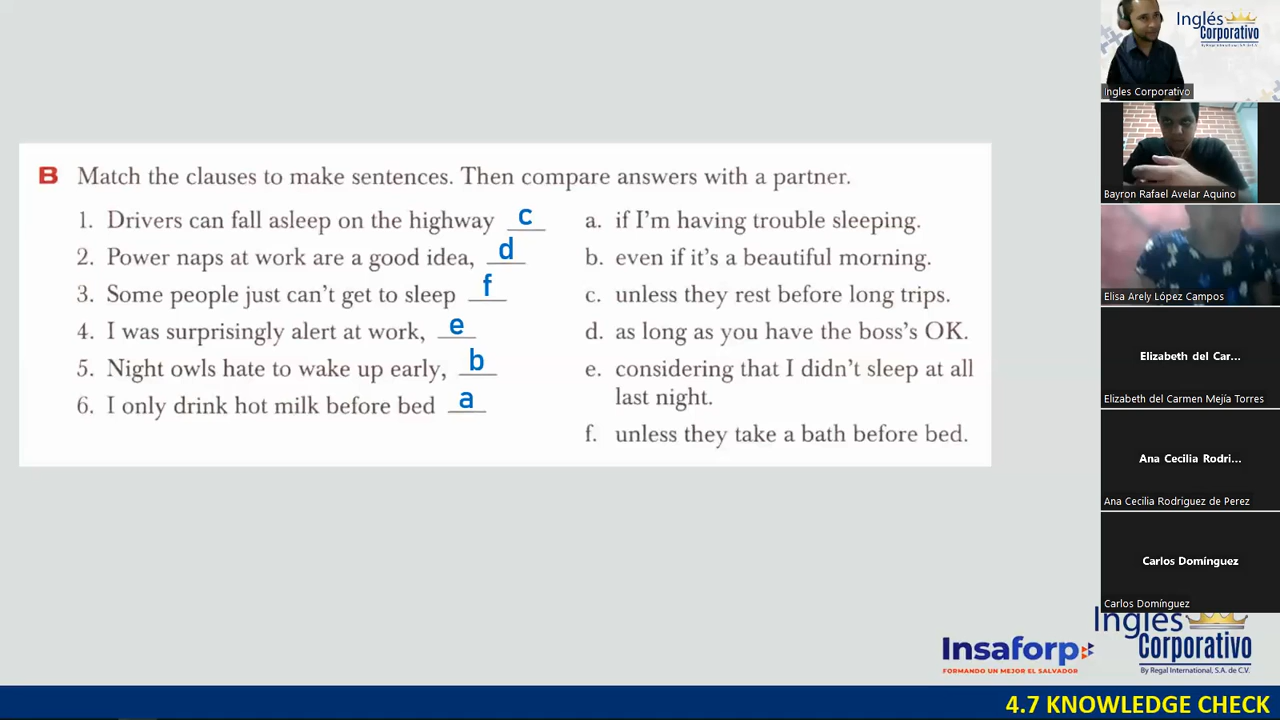 B Match the clauses to make sentences. Then compare answers with a partner.
1. Drivers can fall asleep on the highway c
2. Power naps at work are a good idea, d
3. Some people just can't get to sleep f
4. I was surprisingly alert at work, e
5. Night owls hate to wake up early, b
6. I only drink hot milk before bed a
a. if I'm having trouble sleeping.
b. even if it's a beautiful morning.
c. unless they rest before long trips.
d. as long as you have the boss's OK.
e. considering that I didn't sleep at all
last night.
f. unless they take a bath before bed.
Inglés
Corporativo
By Regal International, S.A. de C.V.
Ingles Corporativo
Bayron Rafael Avelar Aquino
Elisa Arely López Campos
Elizabeth del Car...
Elizabeth del Carmen Mejía Torres
Ana Cecilia Rodri...
Ana Cecilia Rodriguez de Perez
Carlos Domínguez
Carlos Domínguez
Insaforp
FORMANDO UN MEJOR EL SALVADOR
Inglés
Corporativo
By Regal International, S.A. de C.V.
4.7 KNOWLEDGE CHECK